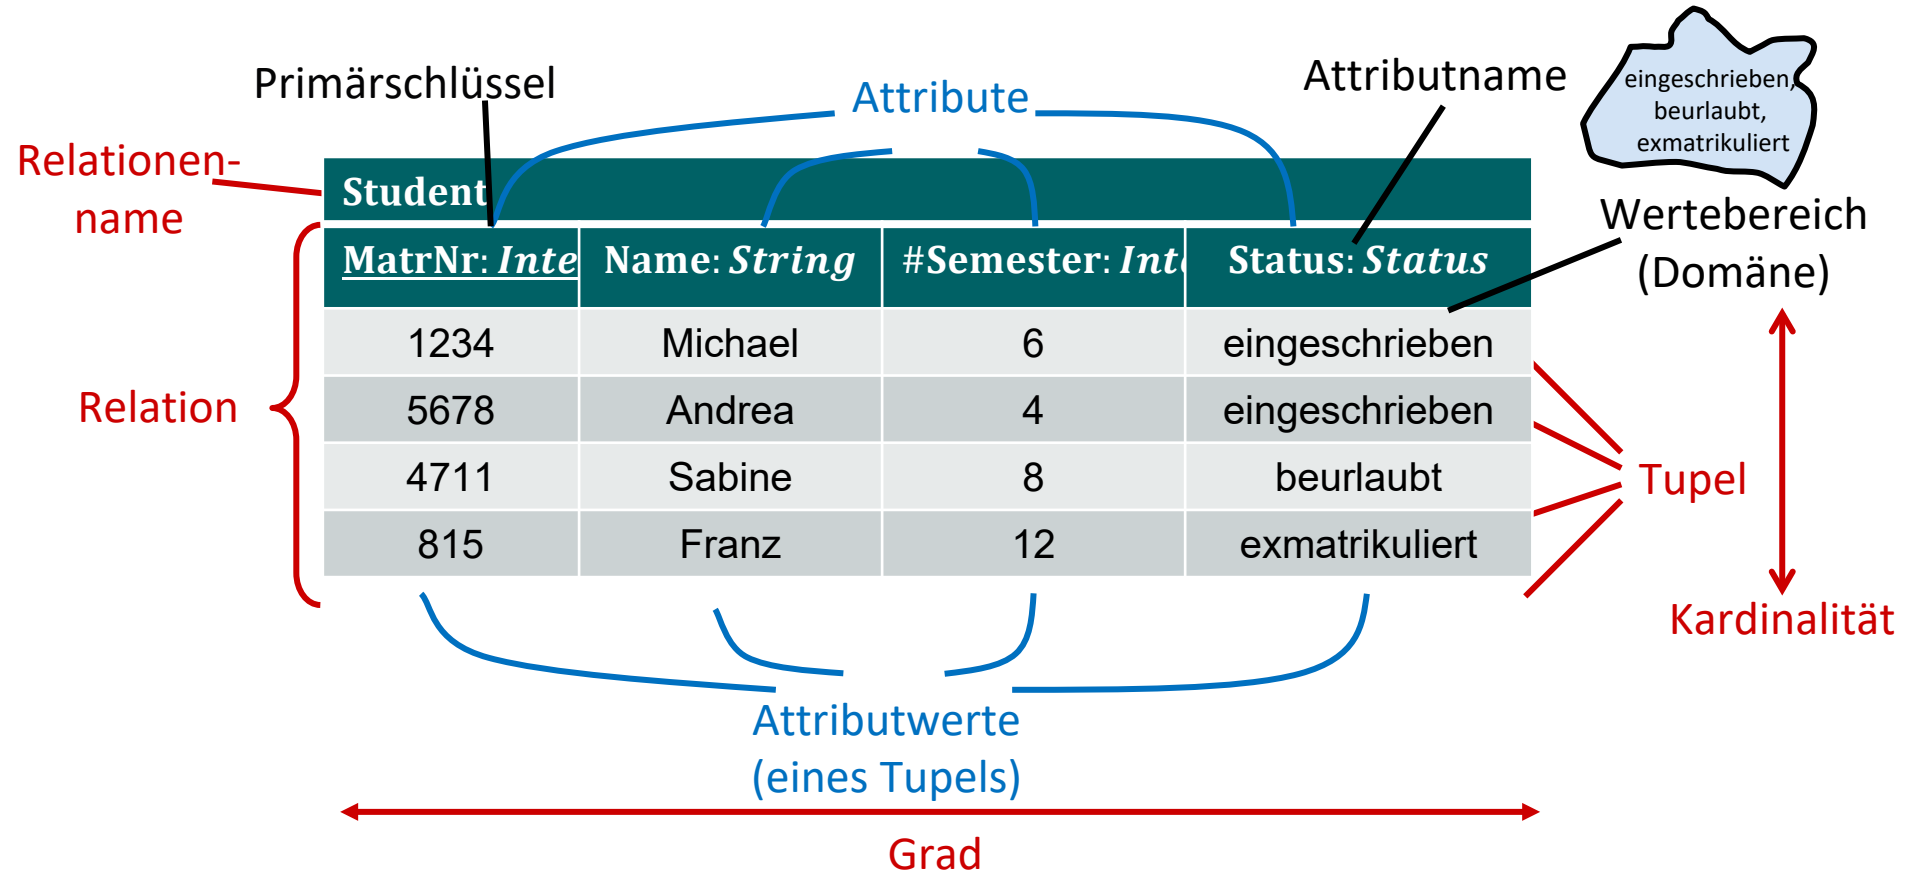 Primärschlüssel
Attribute
Attributname
eingeschrieben,
beurlaubt,
exmatrikuliert
Relationen-
name
Student
Wertebereich
(Domäne)
MatrNr: Inte
Name: String
#Semester: Int
Status: Status
1234 Michael 6 eingeschrieben
5678 Andrea 4 eingeschrieben
4711 Sabine 8 beurlaubt
815 Franz 12 exmatrikuliert
Relation
Tupel
Kardinalität
Attributwerte
(eines Tupels)
Grad